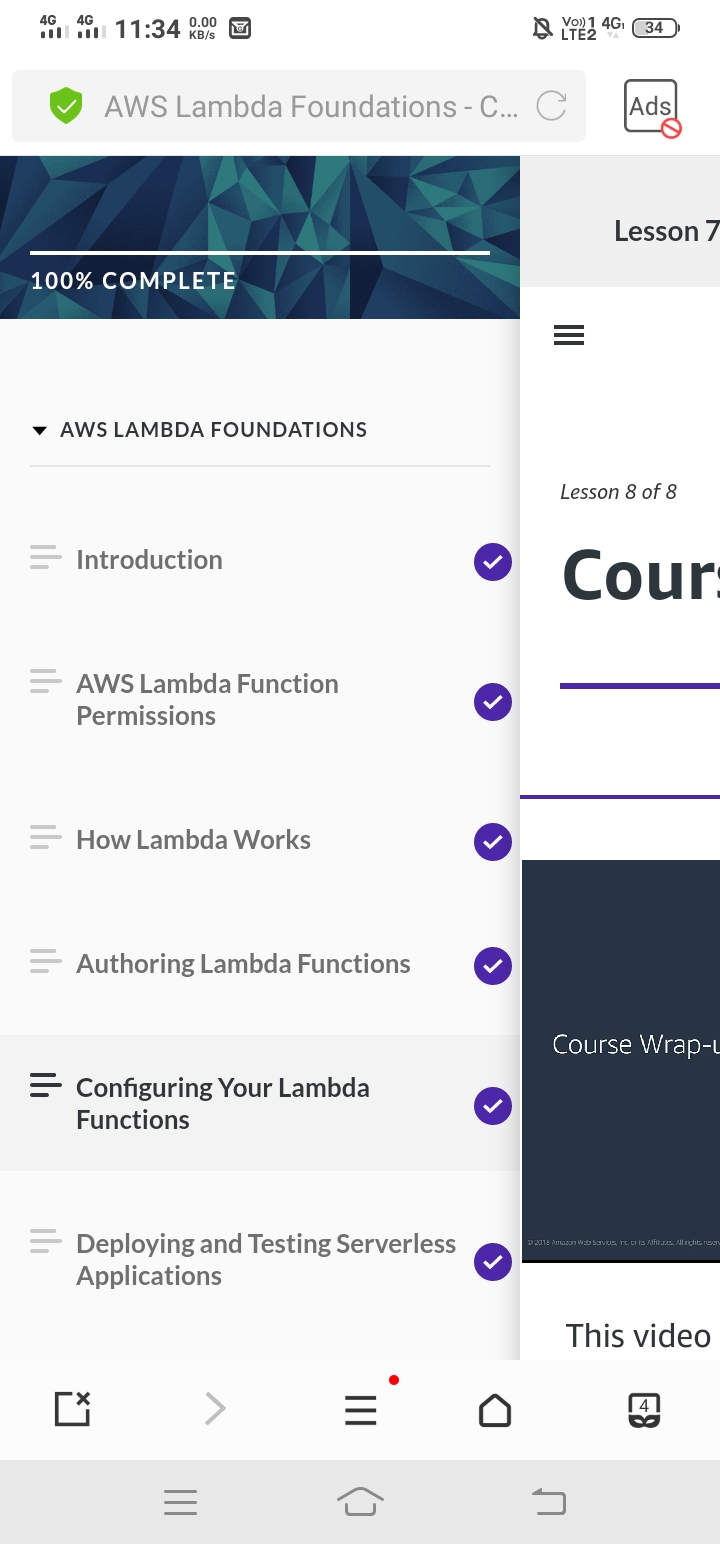 4G 4G 11:34 0.00 KB/s
Vo))1 LTE2 4G 34
AWS Lambda Foundations - C...
Ads
100% COMPLETE
Lesson 7
AWS LAMBDA FOUNDATIONS
Lesson 8 of 8
Cours
Introduction
AWS Lambda Function
Permissions
How Lambda Works
Authoring Lambda Functions
Course Wrap-u
Configuring Your Lambda
Functions
Deploying and Testing Serverless
Applications
© 2018 Amazon Web Services, Inc. or its Affiliates. All rights reserv
This video
4